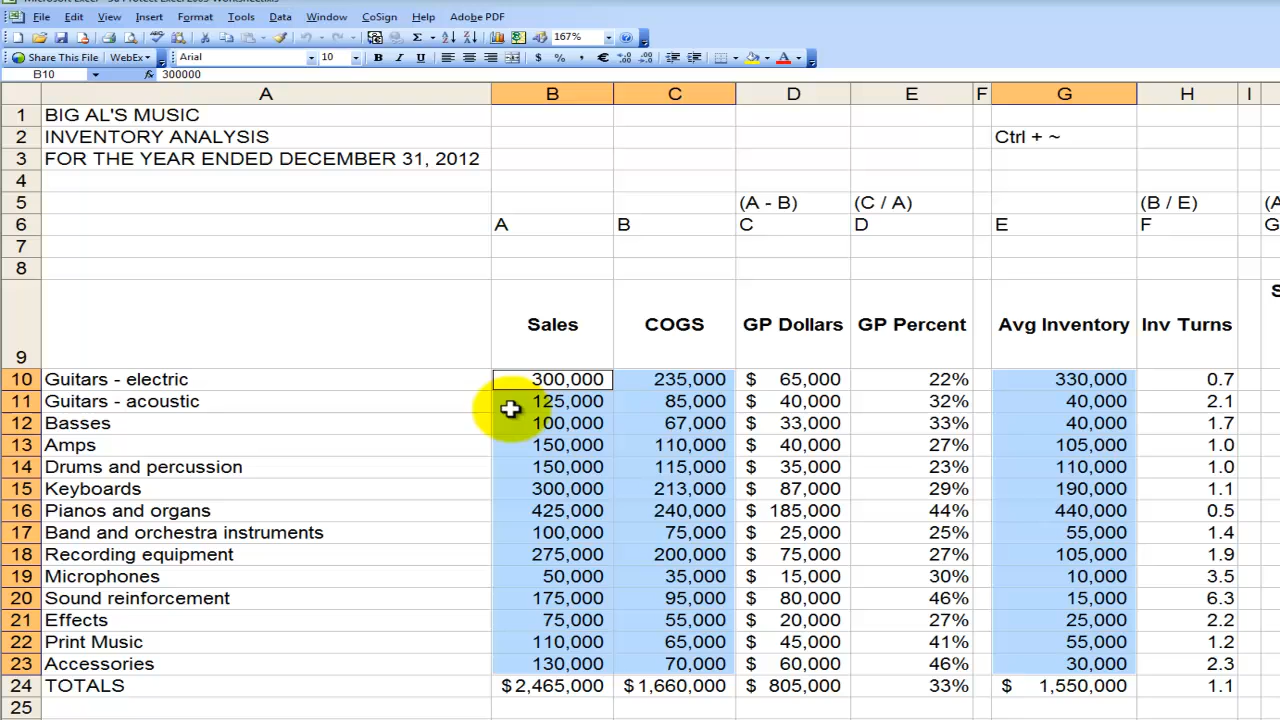 File Edit View Insert Format Tools Data Window CoSign Help Adobe PDF
167%
Share This File WebEx Arial 10 B I U $ % , €
B10 fx 300000
A B C D E F G H I
1 BIG AL'S MUSIC
2 INVENTORY ANALYSIS Ctrl + ~
3 FOR THE YEAR ENDED DECEMBER 31, 2012
4
5 (A - B) (C / A) (B / E) (A
6 A B C D E F G
7
8
9 Sales COGS GP Dollars GP Percent Avg Inventory Inv Turns S
10 Guitars - electric 300,000 235,000 $ 65,000 22% 330,000 0.7
11 Guitars - acoustic 125,000 85,000 $ 40,000 32% 40,000 2.1
12 Basses 100,000 67,000 $ 33,000 33% 40,000 1.7
13 Amps 150,000 110,000 $ 40,000 27% 105,000 1.0
14 Drums and percussion 150,000 115,000 $ 35,000 23% 110,000 1.0
15 Keyboards 300,000 213,000 $ 87,000 29% 190,000 1.1
16 Pianos and organs 425,000 240,000 $ 185,000 44% 440,000 0.5
17 Band and orchestra instruments 100,000 75,000 $ 25,000 25% 55,000 1.4
18 Recording equipment 275,000 200,000 $ 75,000 27% 105,000 1.9
19 Microphones 50,000 35,000 $ 15,000 30% 10,000 3.5
20 Sound reinforcement 175,000 95,000 $ 80,000 46% 15,000 6.3
21 Effects 75,000 55,000 $ 20,000 27% 25,000 2.2
22 Print Music 110,000 65,000 $ 45,000 41% 55,000 1.2
23 Accessories 130,000 70,000 $ 60,000 46% 30,000 2.3
24 TOTALS $2,465,000 $1,660,000 $ 805,000 33% $ 1,550,000 1.1
25